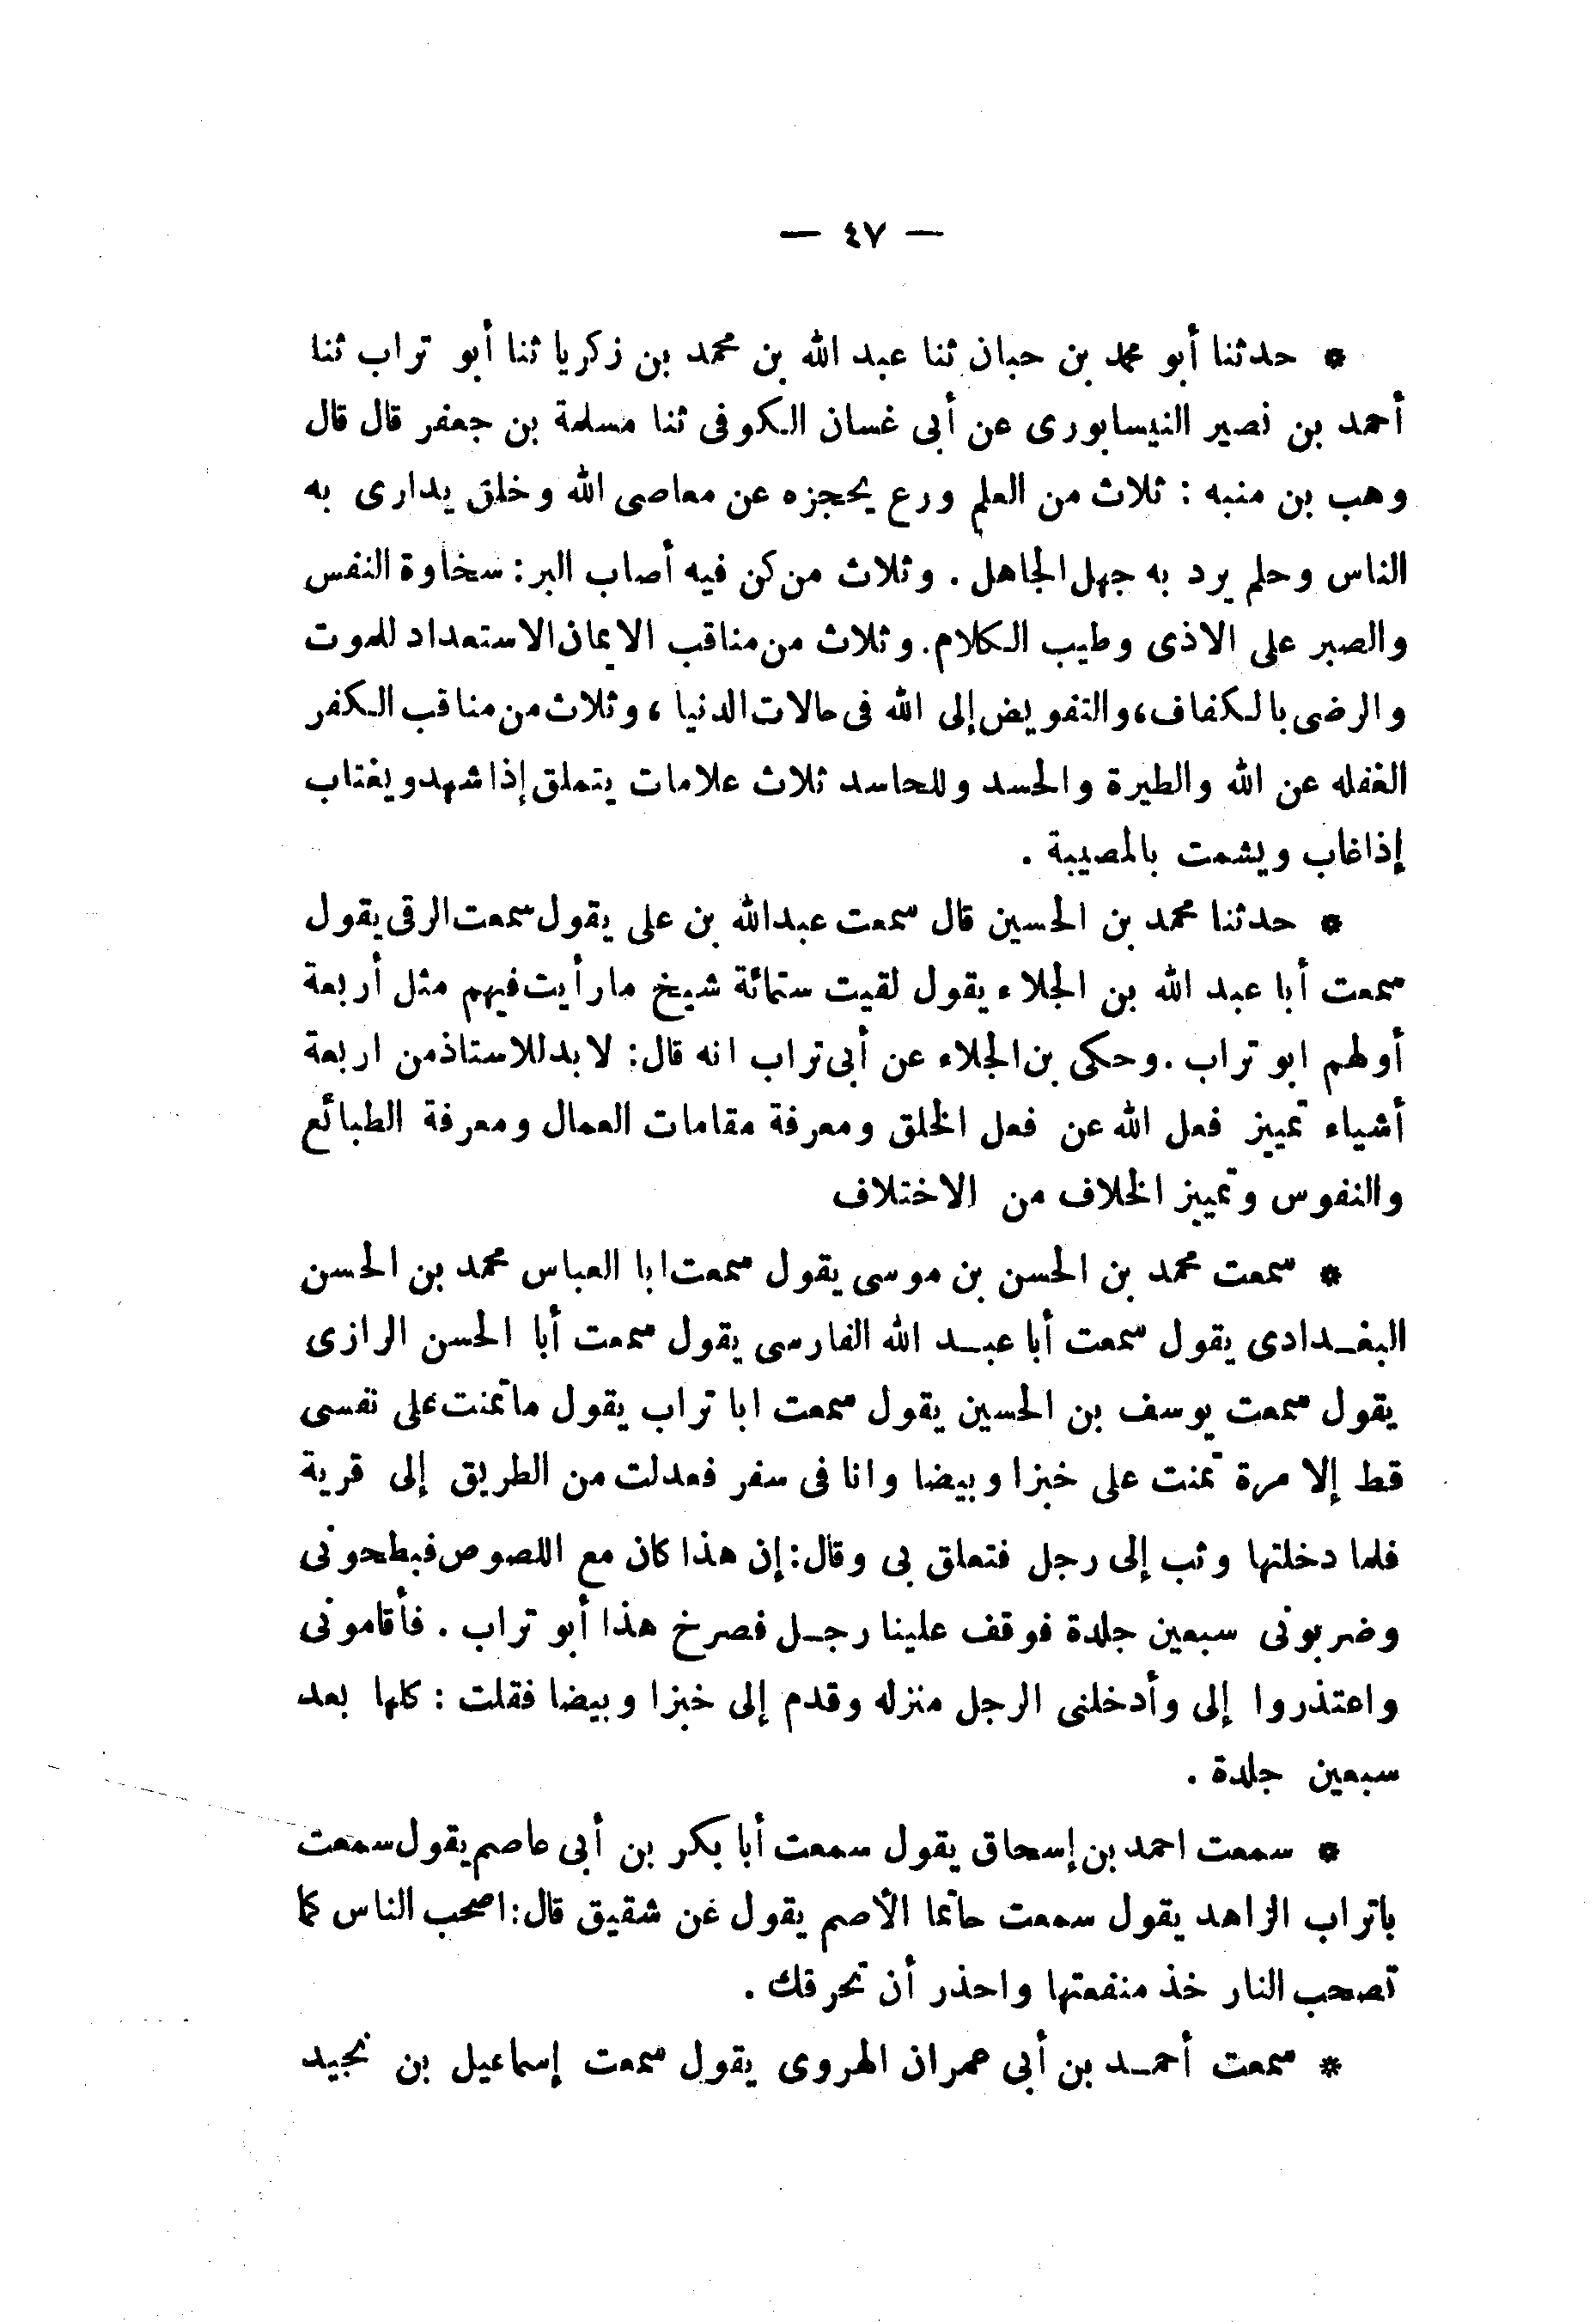 — ٤٧ —
* حدثنا أبو محمد بن حبان ثنا عبد الله بن محمد بن زكريا ثنا أبو تراب ثنا
أحمد بن نصير النيسابورى عن أبى غسان الكوفى ثنا مسلمة بن جعفر قال قال
وهب بن منبه : ثلاث من العلم ورع يحجزه عن معاصى الله وخلق يدارى به
الناس وحلم يرد به جهل الجاهل . وثلاث من كن فيه أصاب البر : سخاوة النفس
والصبر على الاذى وطيب الكلام . وثلاث من مناقب الايمان الاستعداد للموت
والرضى بالكفاف، والتفويض إلى الله فى حالات الدنيا ، وثلاث من مناقب الكفر
الغفله عن الله والطيرة والحسد وللحاسد ثلاث علامات يتملق إذا شهد ويغتاب
إذا غاب ويشمت بالمصيبة .
* حدثنا محمد بن الحسين قال سمعت عبدالله بن على يقول سمعت الرقى يقول
سمعت أبا عبد الله بن الجلاء يقول لقيت ستمائة شيخ ما رأيت فيهم مثل أربعة
أولهم ابو تراب . وحكى بن الجلاء عن أبى تراب انه قال : لا بد للاستاذ من اربعة
أشياء تمييز فعل الله عن فعل الخلق ومعرفة مقامات العمال ومعرفة الطبائع
والنفوس وتمييز الخلاف من الاختلاف
* سمعت محمد بن الحسن بن موسى يقول سمعت ابا العباس محمد بن الحسن
البغدادى يقول سمعت أبا عبد الله الفارسى يقول سمعت أبا الحسن الرازى
يقول سمعت يوسف بن الحسين يقول سمعت ابا تراب يقول ما تمنت على نفسى
قط إلا مرة تمنت على خبزا وبيضا وانا فى سفر فعدلت من الطريق إلى قرية
فلما دخلتها وثب إلى رجل فتعلق بى وقال : إن هذا كان مع اللصوص فبطحونى
وضربونى سبعين جلدة فوقف علينا رجل فصرخ هذا أبو تراب . فأقامونى
واعتذروا إلى وأدخلنى الرجل منزله وقدم إلى خبزا وبيضا فقلت : كلها بعد
سبعين جلدة .
* سمعت احمد بن إسحاق يقول سمعت أبا بكر بن أبى عاصم يقول سمعت
باتراب الزاهد يقول سمعت حاتما الأصم يقول عن شقيق قال : اصحب الناس كما
تصحب النار خذ منفعتها واحذر أن تحرقك .
* سمعت أحمد بن أبى عمران الهروى يقول سمعت إسماعيل بن نجيد